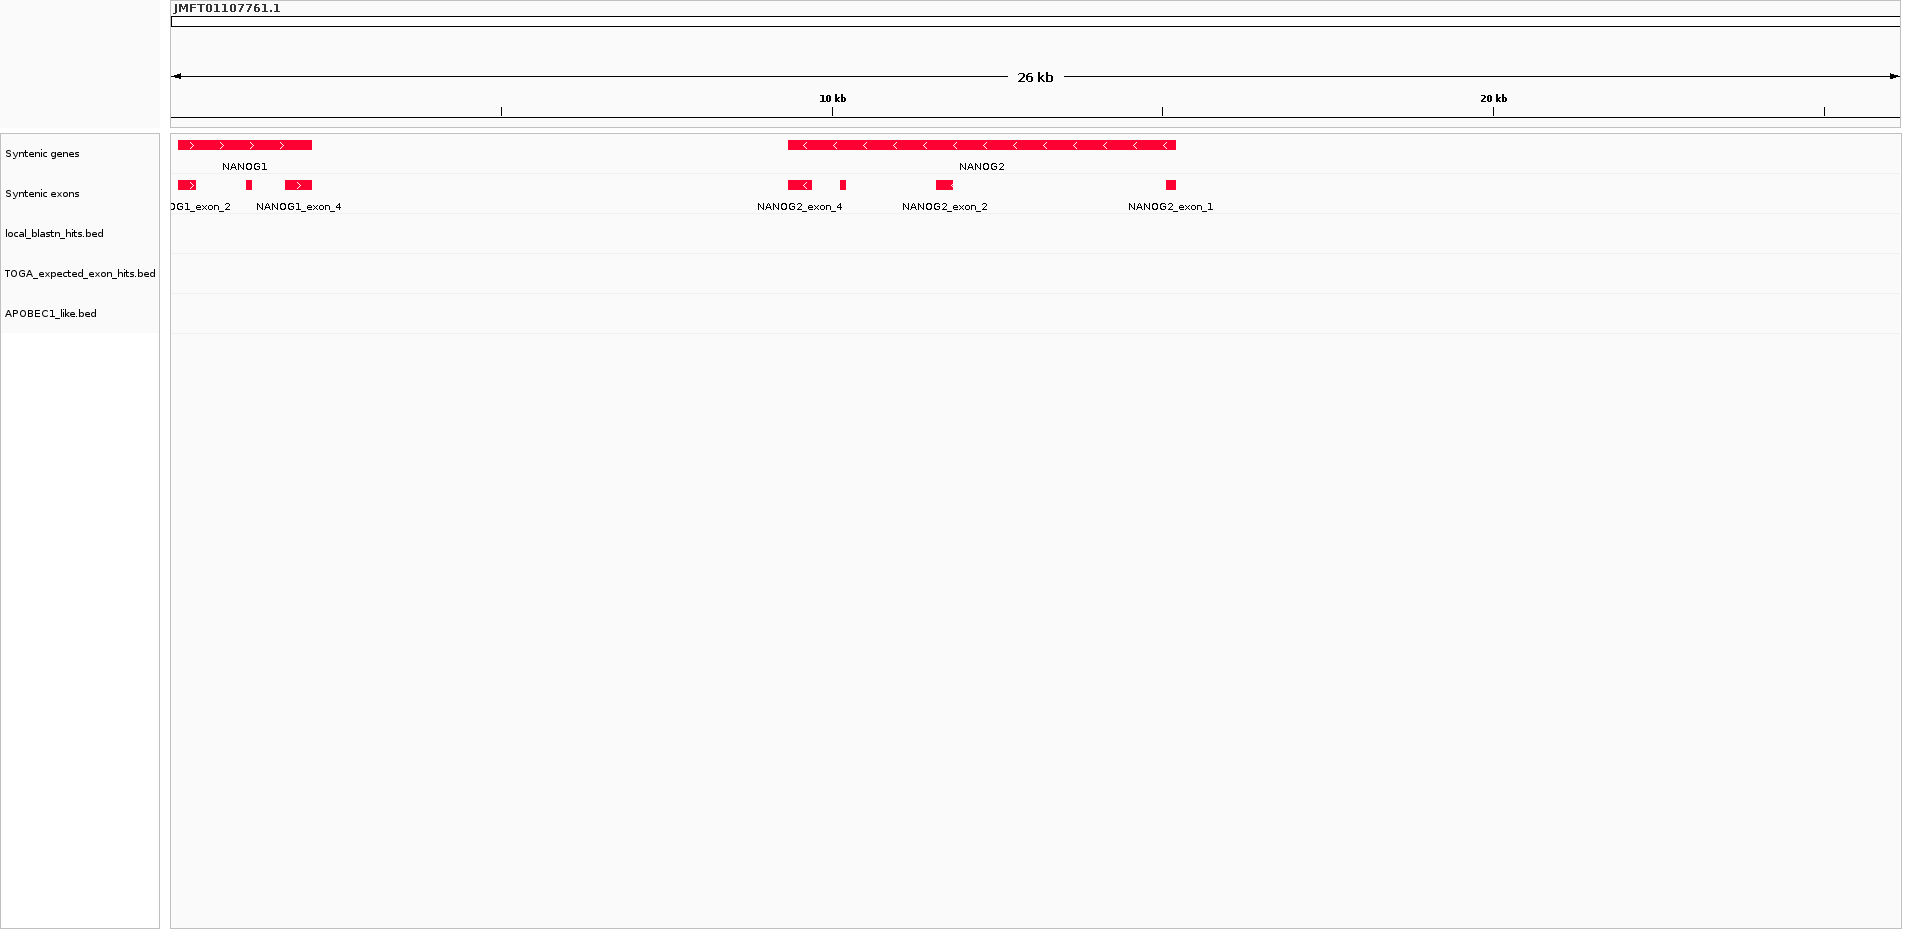 JMFT01107761.1
26 kb
10 kb 20 kb
Syntenic genes
NANOG1 NANOG2
Syntenic exons
OG1_exon_2 NANOG1_exon_4 NANOG2_exon_4 NANOG2_exon_2 NANOG2_exon_1
local_blastn_hits.bed
TOGA_expected_exon_hits.bed
APOBEC1_like.bed